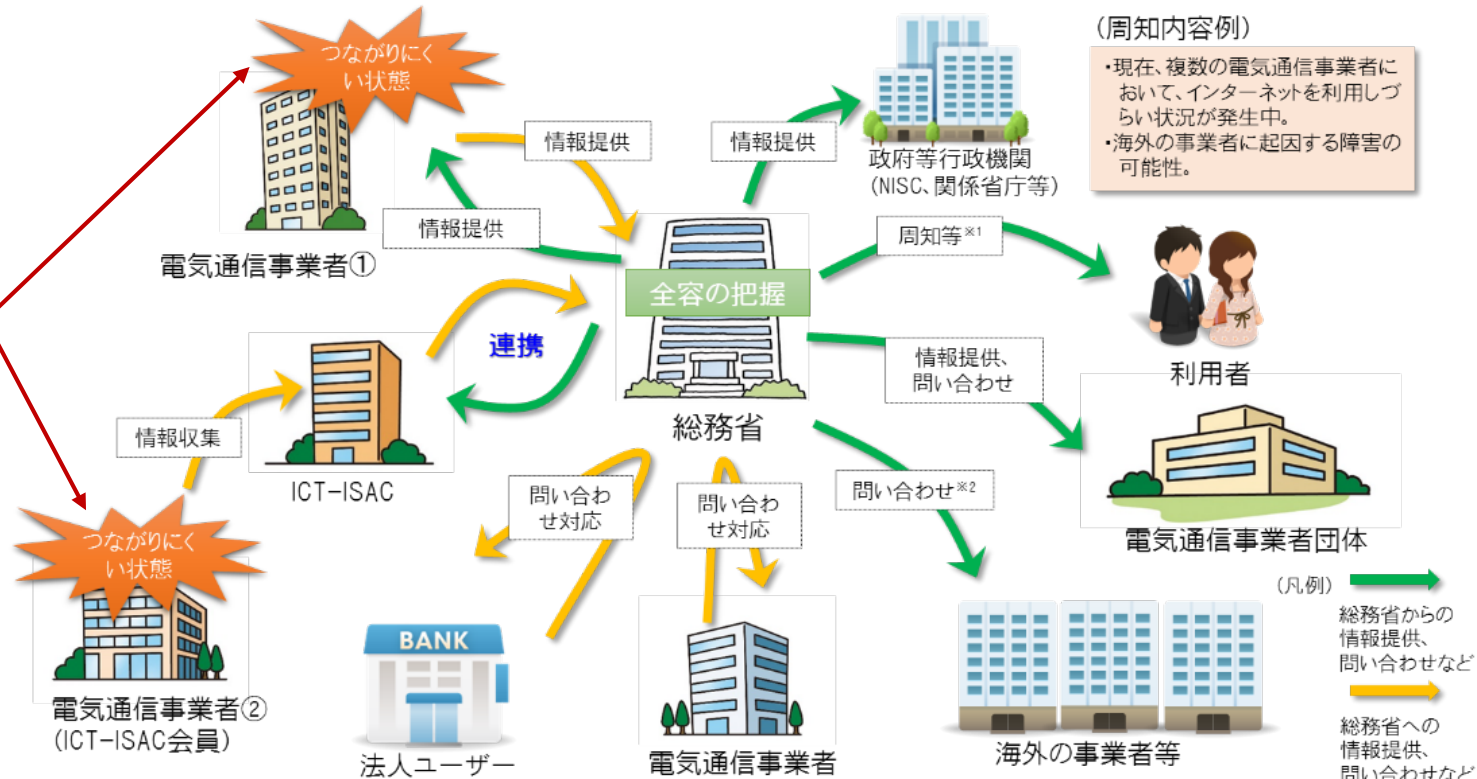 つながりにく
い状態
電気通信事業者①
情報提供
情報提供
情報提供
政府等行政機関
(NISC、関係省庁等)
(周知内容例)
・現在、複数の電気通信事業者に
おいて、インターネットを利用しづ
らい状況が発生中。
・海外の事業者に起因する障害の
可能性。
周知等※1
利用者
全容の把握
総務省
連携
情報収集
ICT-ISAC
情報提供、
問い合わせ
電気通信事業者団体
つながりにく
い状態
電気通信事業者②
(ICT-ISAC会員)
問い合わ
せ対応
BANK
法人ユーザー
問い合わ
せ対応
電気通信事業者
問い合わせ※2
海外の事業者等
(凡例)
総務省からの
情報提供、
問い合わせなど
総務省への
情報提供、
問い合わせなど